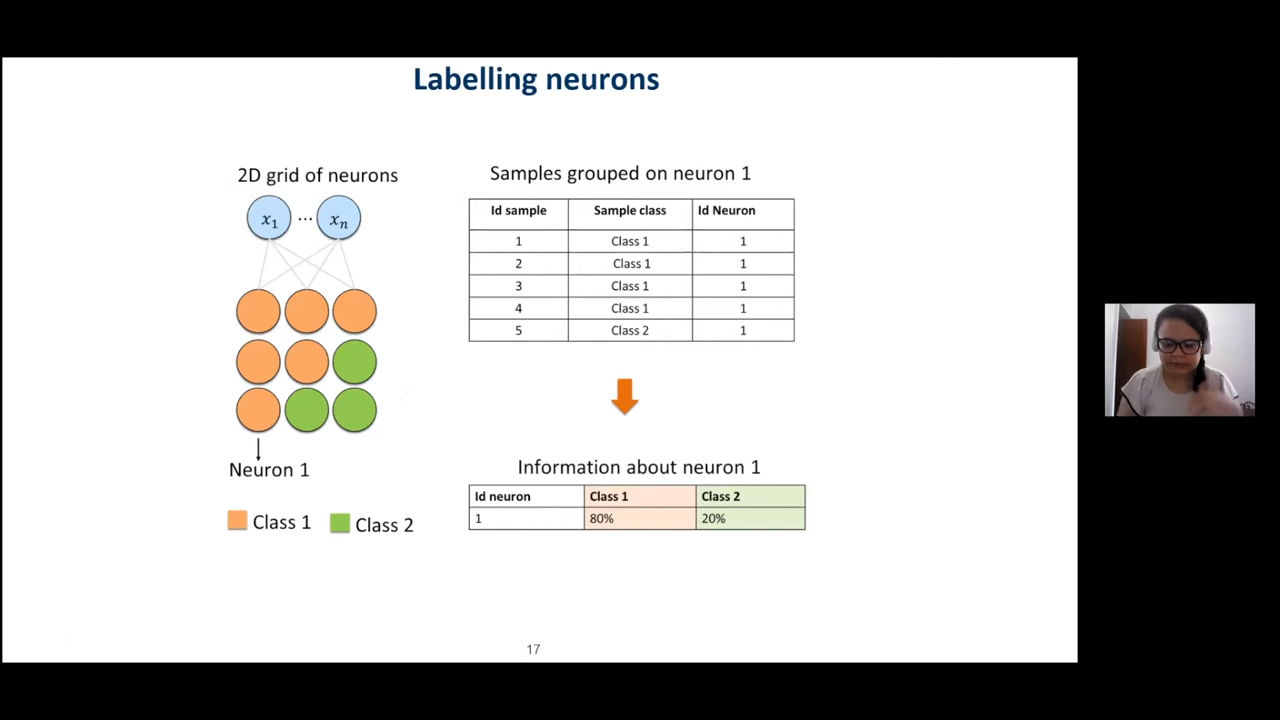 Labelling neurons
2D grid of neurons
x₁ ... xₙ
Neuron 1
Class 1 Class 2
Samples grouped on neuron 1
Id sample Sample class Id Neuron
1 Class 1 1
2 Class 1 1
3 Class 1 1
4 Class 1 1
5 Class 2 1
Information about neuron 1
Id neuron Class 1 Class 2
1 80% 20%
17